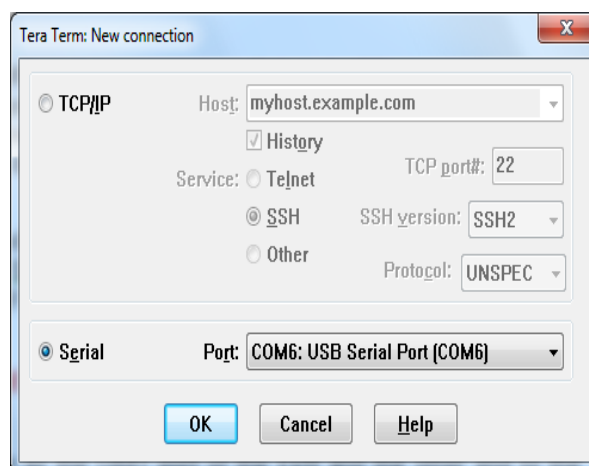 Tera Term: New connection
TCP/IP
Host: myhost.example.com
History
Service: Telnet
TCP port#: 22
SSH
SSH version: SSH2
Other
Protocol: UNSPEC
Serial
Port: COM6: USB Serial Port (COM6)
OK Cancel Help